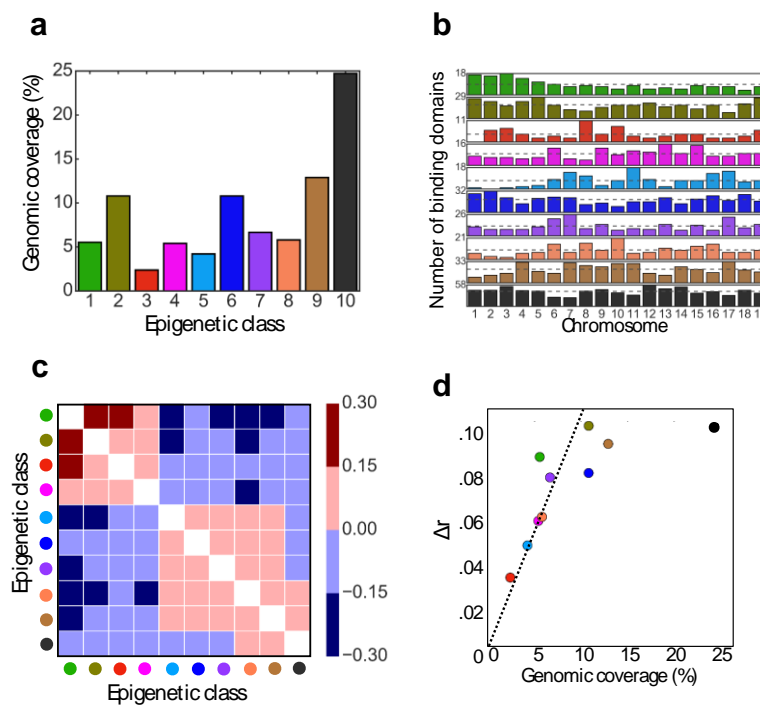 a
Genomic coverage (%)
25
20
15
10
5
0
1 2 3 4 5 6 7 8 9 10
Epigenetic class
b
Number of binding domains
18
29
11
16
18
32
26
21
33
58
1 2 3 4 5 6 7 8 9 10 11 12 13 14 15 16 17 18 19
Chromosome
c
Epigenetic class
0.30
0.15
0.00
−0.15
−0.30
Epigenetic class
d
Δr
.10
.08
.06
.04
.02
0
0 5 10 15 20 25
Genomic coverage (%)